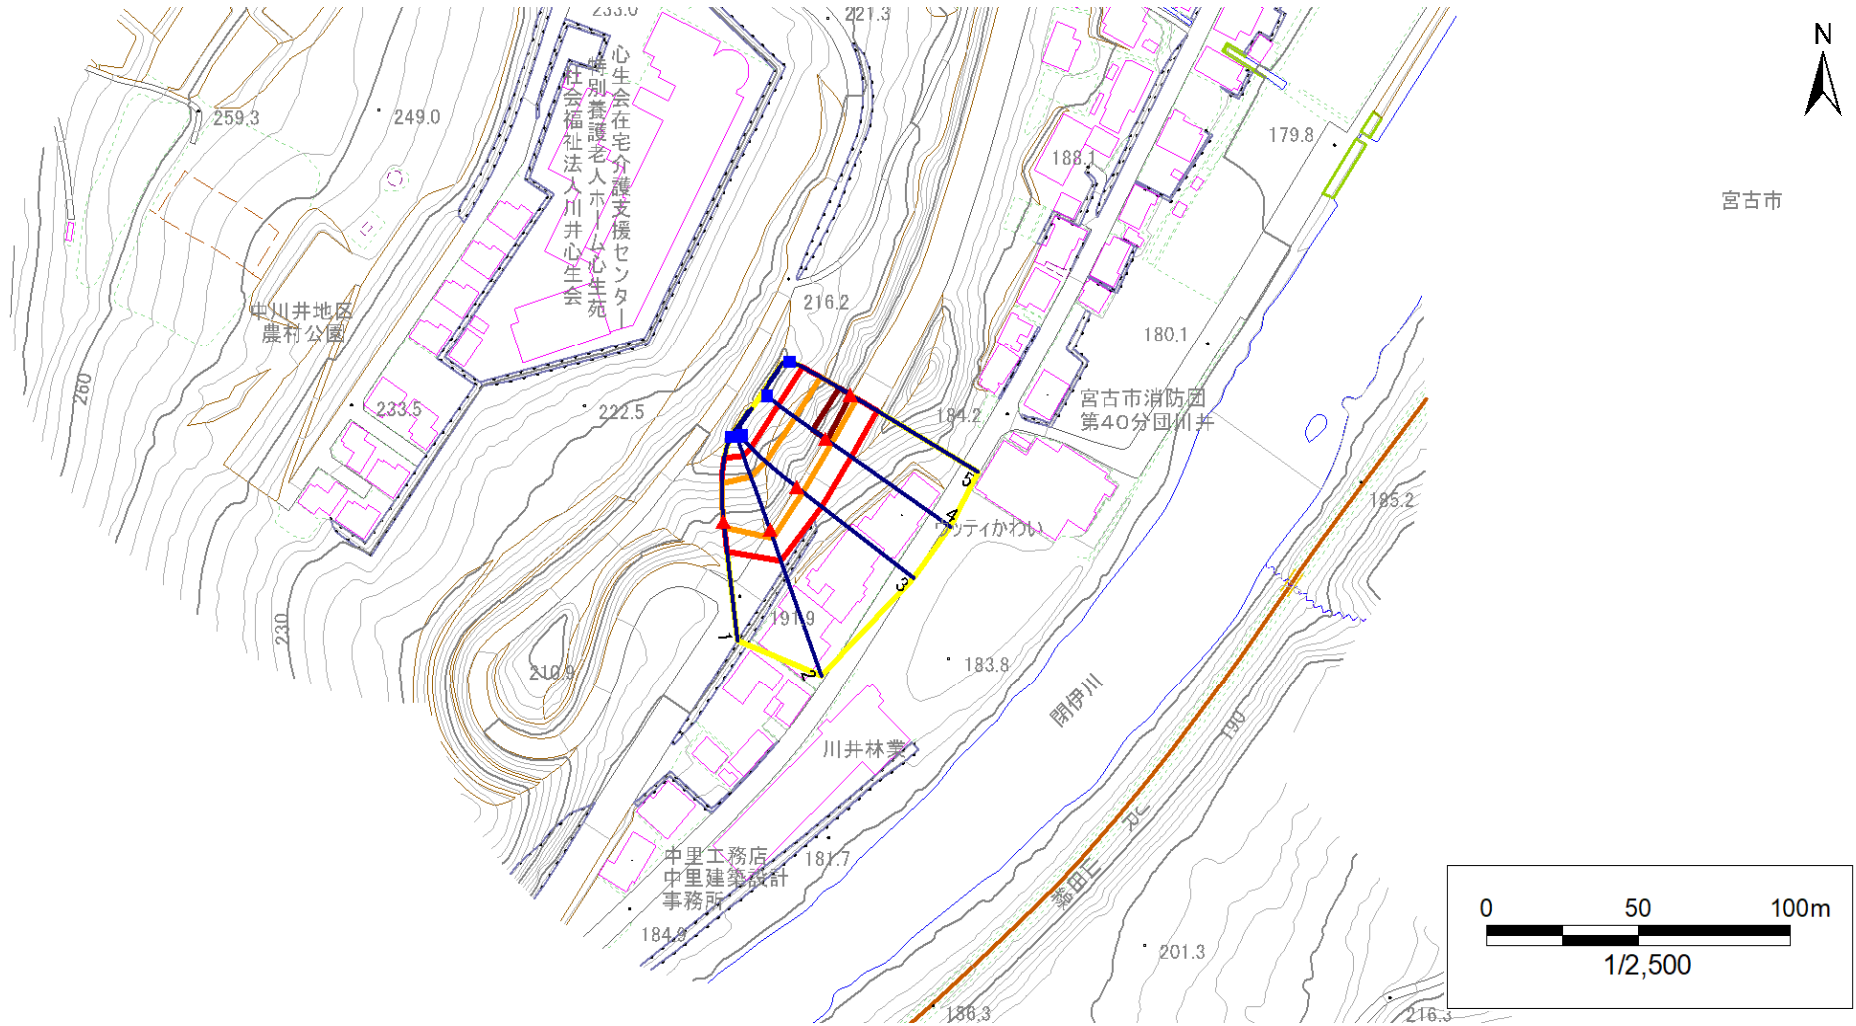 233.0
221.3
N
259.3
249.0
心生会在宅介護支援センター
特別養護老人ホーム心生苑
社会福祉法人川井心生会
179.8
188.1
宮古市
216.2
中川井地区
農村公園
180.1
260
233.5
222.5
184.2
宮古市消防団
第40分団川井
5
4
185.2
ウッティかわい
3
191.9
1
2
230
210.9
183.8
閉伊川
190
川井林業
JR
山田線
中里工務店
中里建築設計
事務所
181.7
184.9
201.3
186.3
216.3
0 50 100m
1/2,500